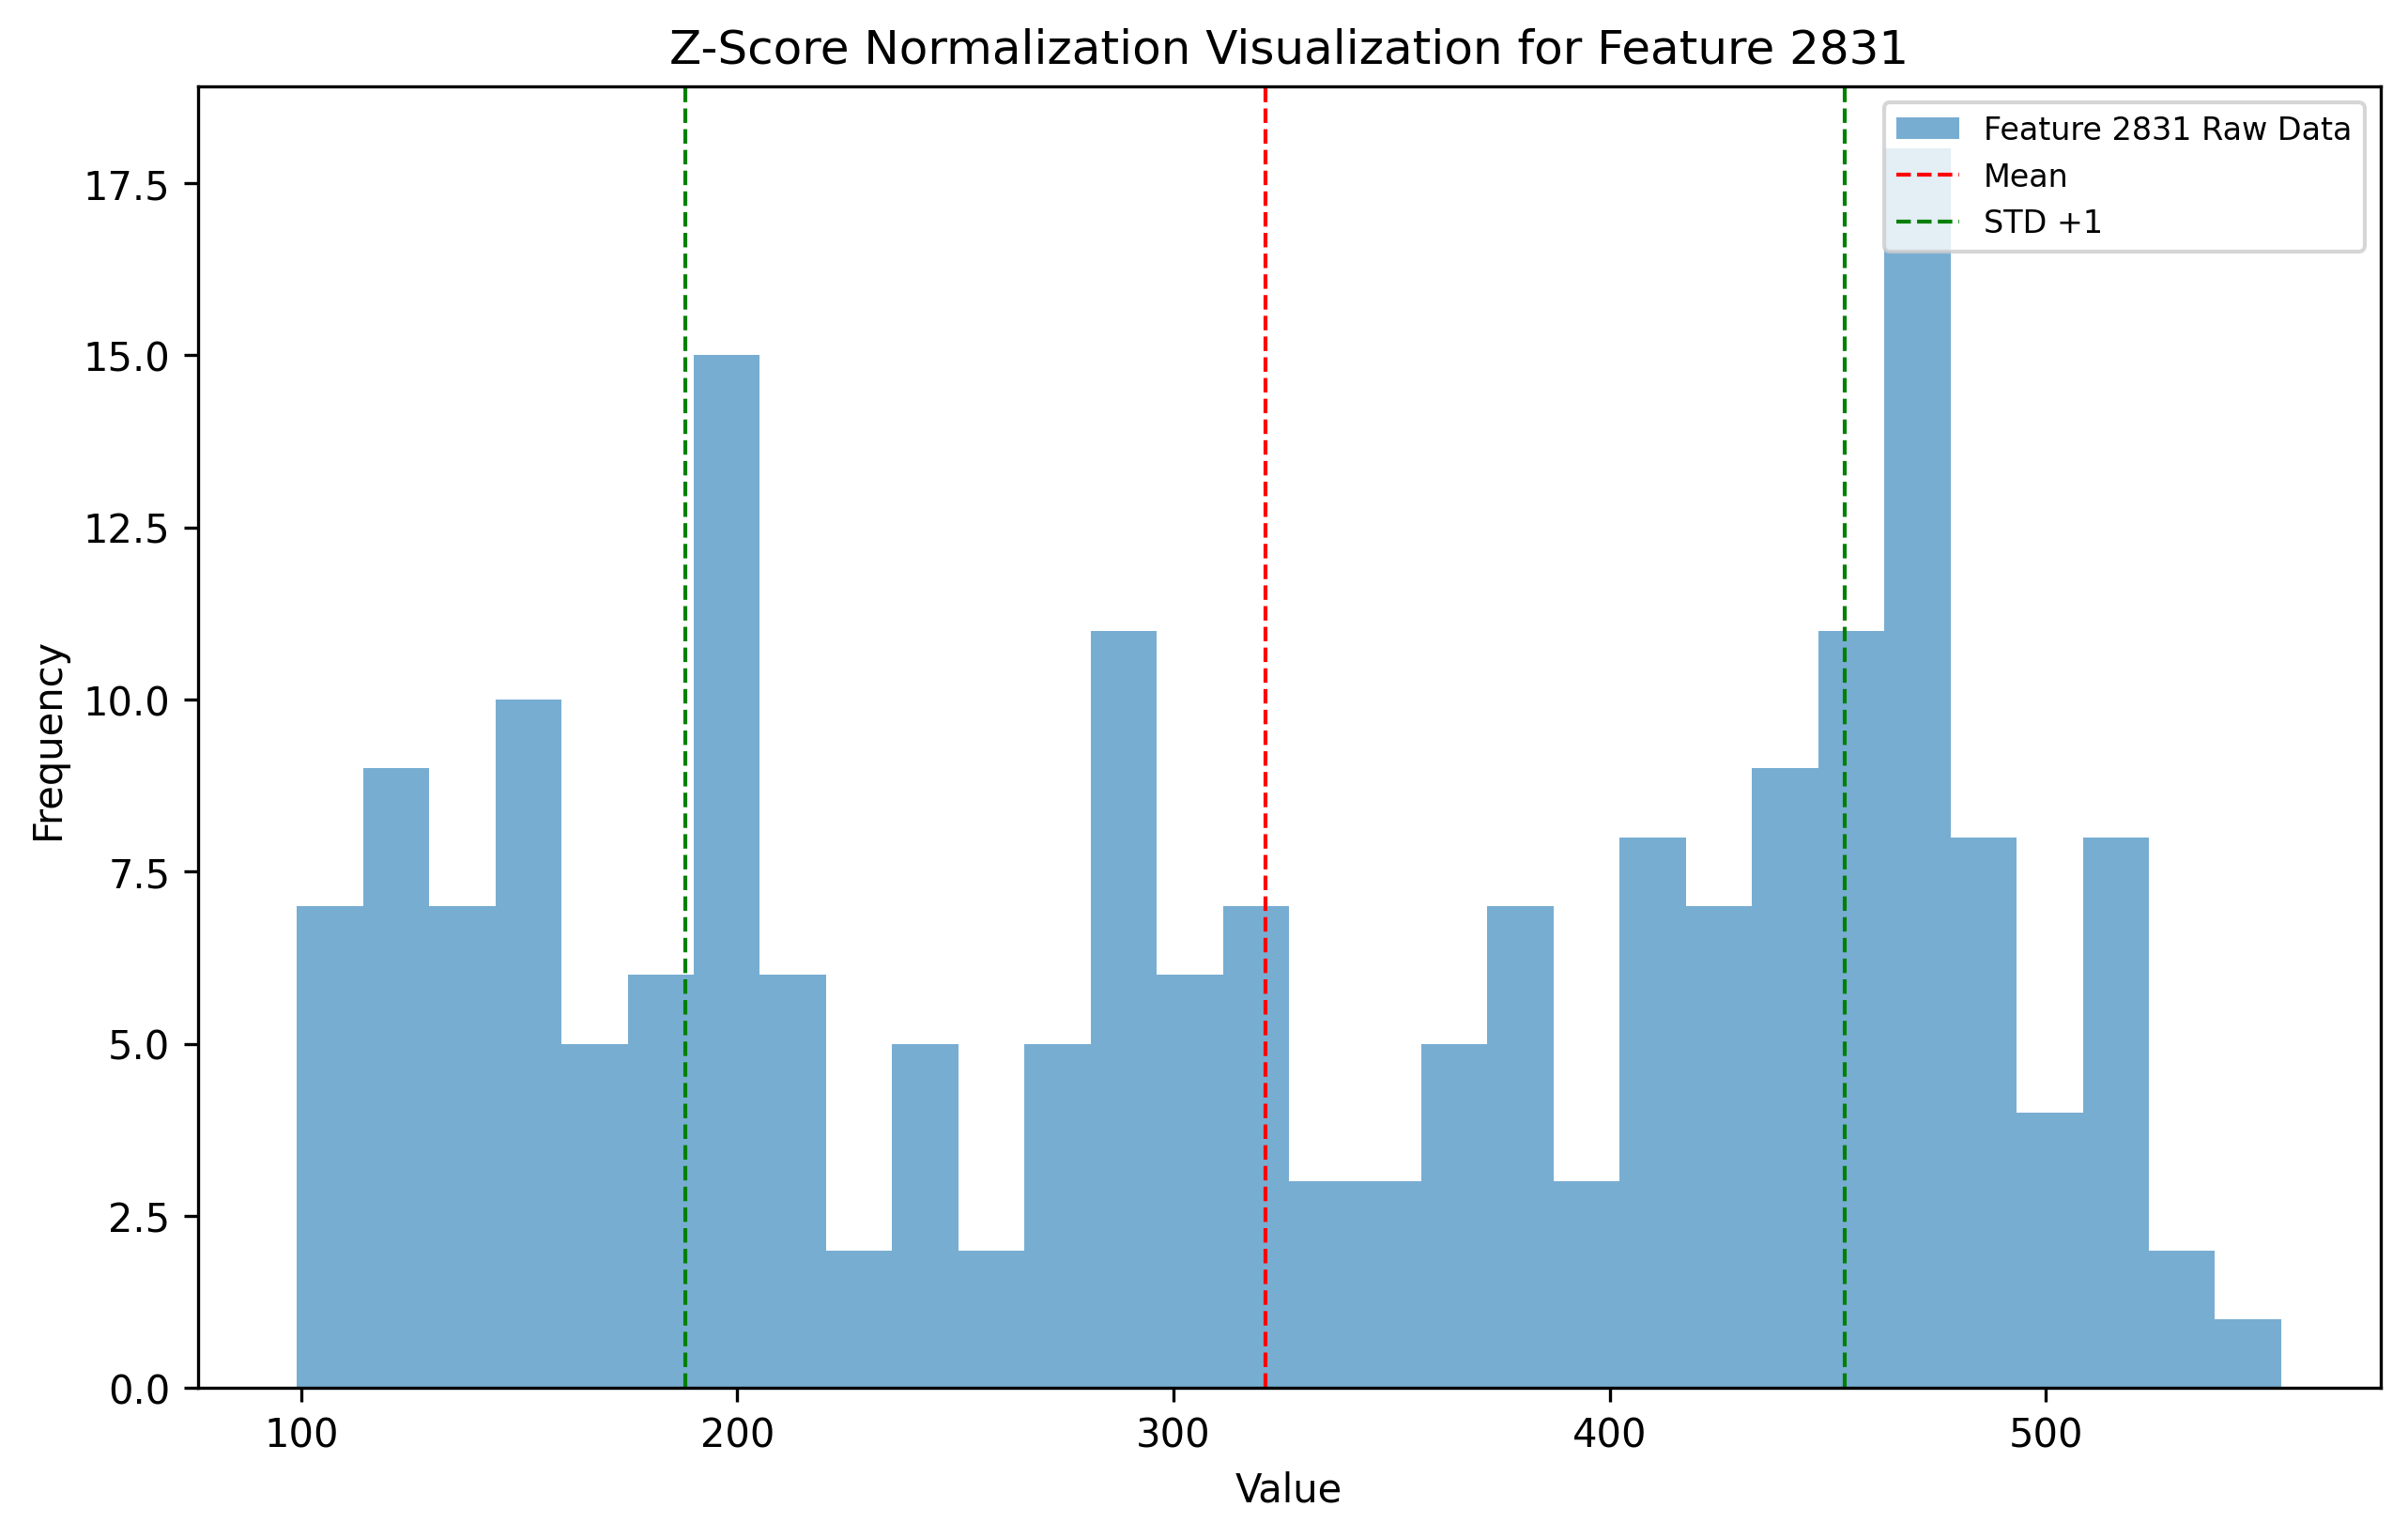 Z-Score Normalization Visualization for Feature 2831
Feature 2831 Raw Data
Mean
STD +1
17.5
15.0
12.5
10.0
7.5
5.0
2.5
0.0
Frequency
100 200 300 400 500
Value